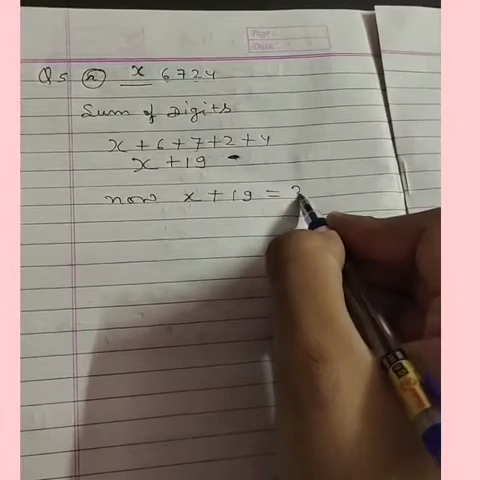 Page:
Date:
Q5 (a) x 6724
Sum of Digits
x + 6 + 7 + 2 + 4
x + 19
now x + 19 =